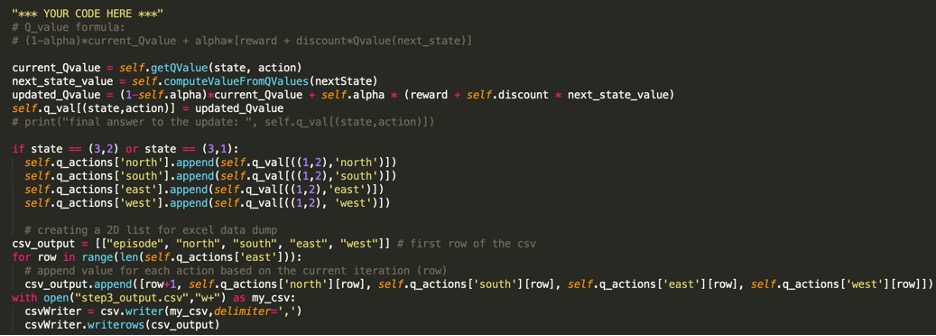 "*** YOUR CODE HERE ***"
# Q_value formula:
# (1-alpha)*current_Qvalue + alpha*[reward + discount*Qvalue(next_state)]

current_Qvalue = self.getQValue(state, action)
next_state_value = self.computeValueFromQValues(nextState)
updated_Qvalue = (1-self.alpha)*current_Qvalue + self.alpha * (reward + self.discount * next_state_value)
self.q_val[(state,action)] = updated_Qvalue
# print("final answer to the update: ", self.q_val[(state,action)])

if state == (3,2) or state == (3,1):
  self.q_actions['north'].append(self.q_val[((1,2),'north')])
  self.q_actions['south'].append(self.q_val[((1,2),'south')])
  self.q_actions['east'].append(self.q_val[((1,2),'east')])
  self.q_actions['west'].append(self.q_val[((1,2), 'west')])

  # creating a 2D list for excel data dump
csv_output = [["episode", "north", "south", "east", "west"]] # first row of the csv
for row in range(len(self.q_actions['east'])):
  # append value for each action based on the current iteration (row)
  csv_output.append([row+1, self.q_actions['north'][row], self.q_actions['south'][row], self.q_actions['east'][row], self.q_actions['west'][row]])
with open("step3_output.csv","w+") as my_csv:
  csvWriter = csv.writer(my_csv,delimiter=',')
  csvWriter.writerows(csv_output)